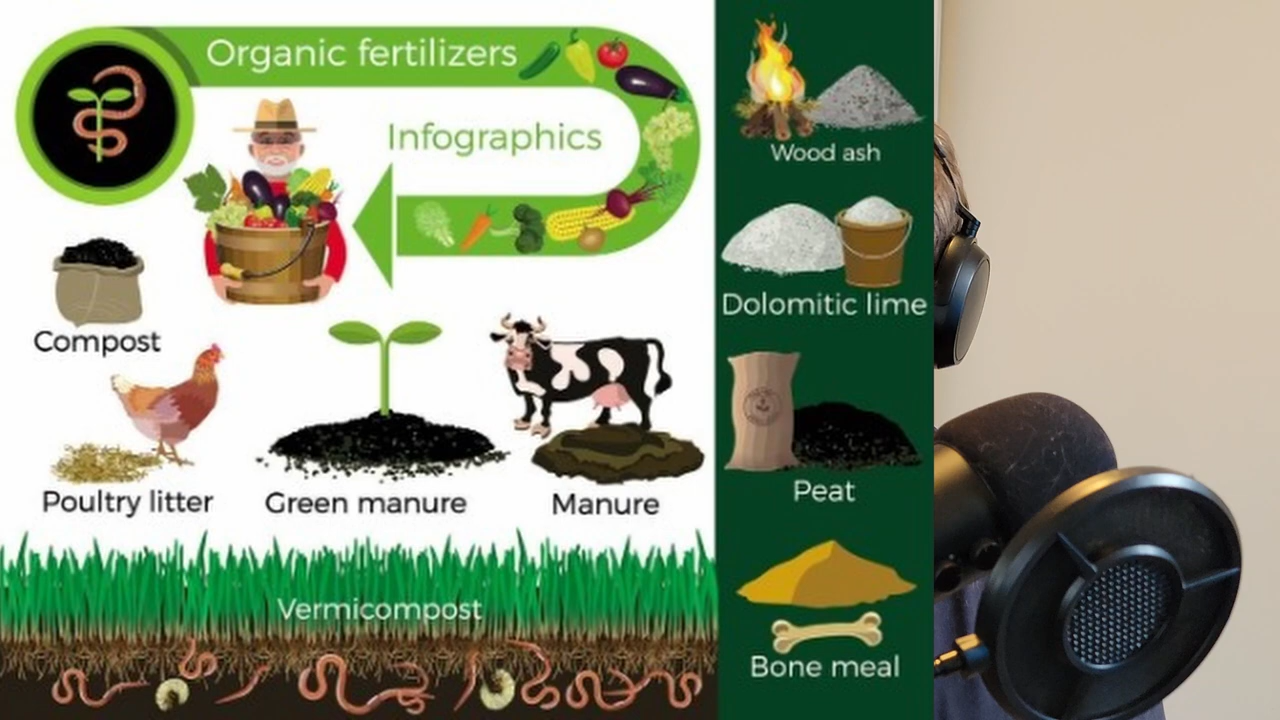 Organic fertilizers
Infographics
Compost
Poultry litter
Green manure
Manure
Vermicompost
Wood ash
Dolomitic lime
Peat
Bone meal